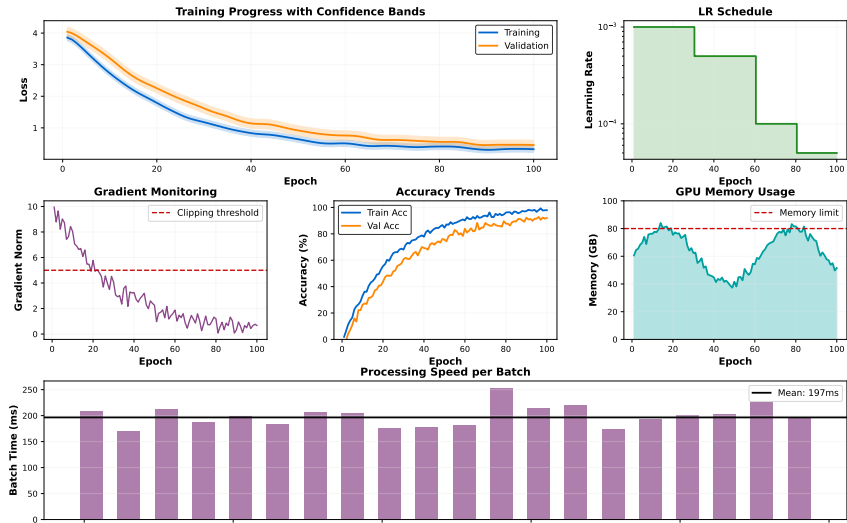 Training Progress with Confidence Bands
Loss
4
3
2
1
Training
Validation
0
20
40
60
80
100
Epoch
LR Schedule
Learning Rate
10⁻³
10⁻⁴
0
20
40
60
80
100
Epoch
Gradient Monitoring
Gradient Norm
10
8
6
4
2
0
Clipping threshold
0
20
40
60
80
100
Epoch
Accuracy Trends
Accuracy (%)
100
80
60
40
20
0
Train Acc
Val Acc
0
20
40
60
80
100
Epoch
GPU Memory Usage
Memory (GB)
100
80
60
40
20
0
Memory limit
0
20
40
60
80
100
Epoch
Processing Speed per Batch
Batch Time (ms)
250
200
150
100
50
0
Mean: 197ms